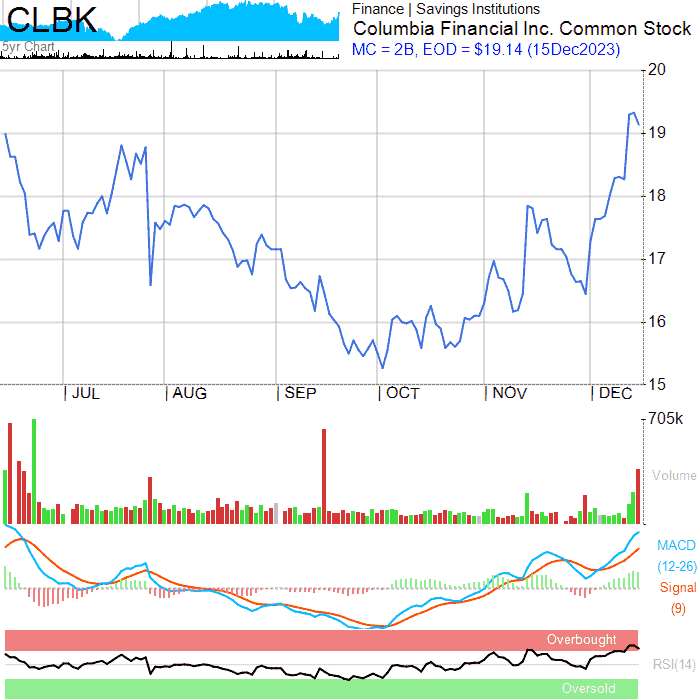 CLBK
5yr Chart
Finance | Savings Institutions
Columbia Financial Inc. Common Stock
MC = 2B, EOD = $19.14 (15Dec2023)
20
19
18
17
16
15
JUL AUG SEP OCT NOV DEC
705k
Volume
MACD
(12-26)
Signal
(9)
Overbought
RSI(14)
Oversold